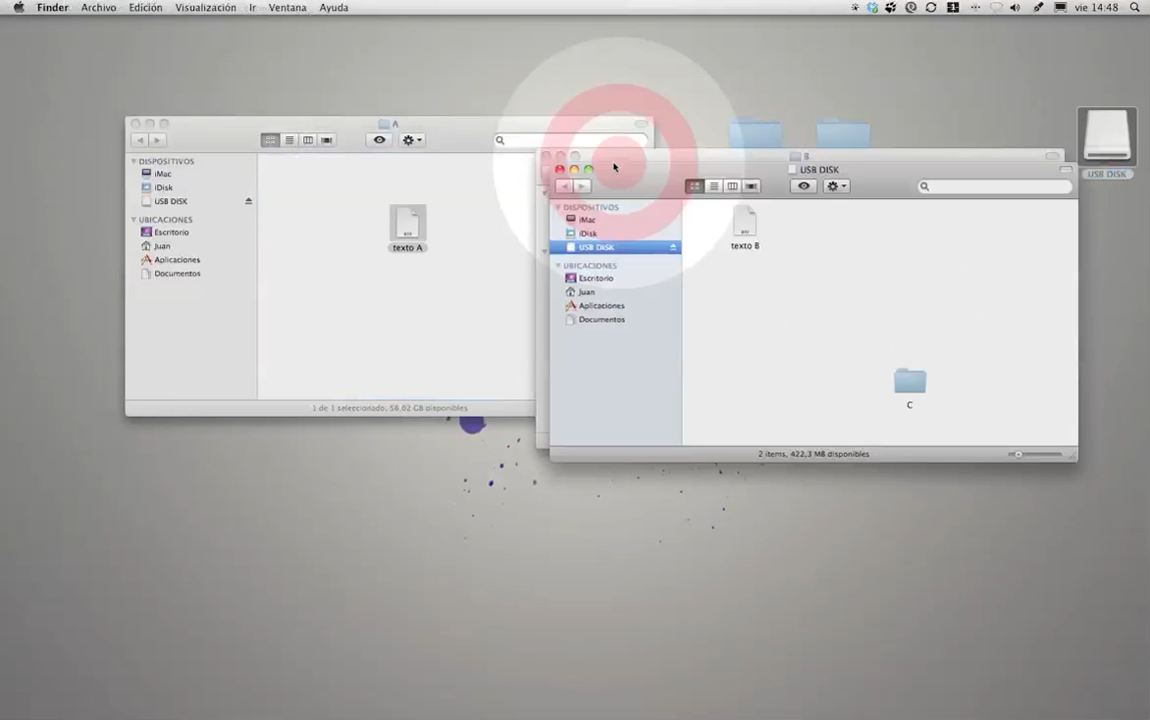 Finder Archivo Edición Visualización Ir Ventana Ayuda vie 14:48
A
DISPOSITIVOS
iMac
iDisk
USB DISK
UBICACIONES
Escritorio
Juan
Aplicaciones
Documentos
texto A
1 de 1 seleccionado, 56,02 GB disponibles
B
USB DISK
DISPOSITIVOS
iMac
iDisk
USB DISK
UBICACIONES
Escritorio
Juan
Aplicaciones
Documentos
texto B
C
2 items, 422,3 MB disponibles
USB DISK